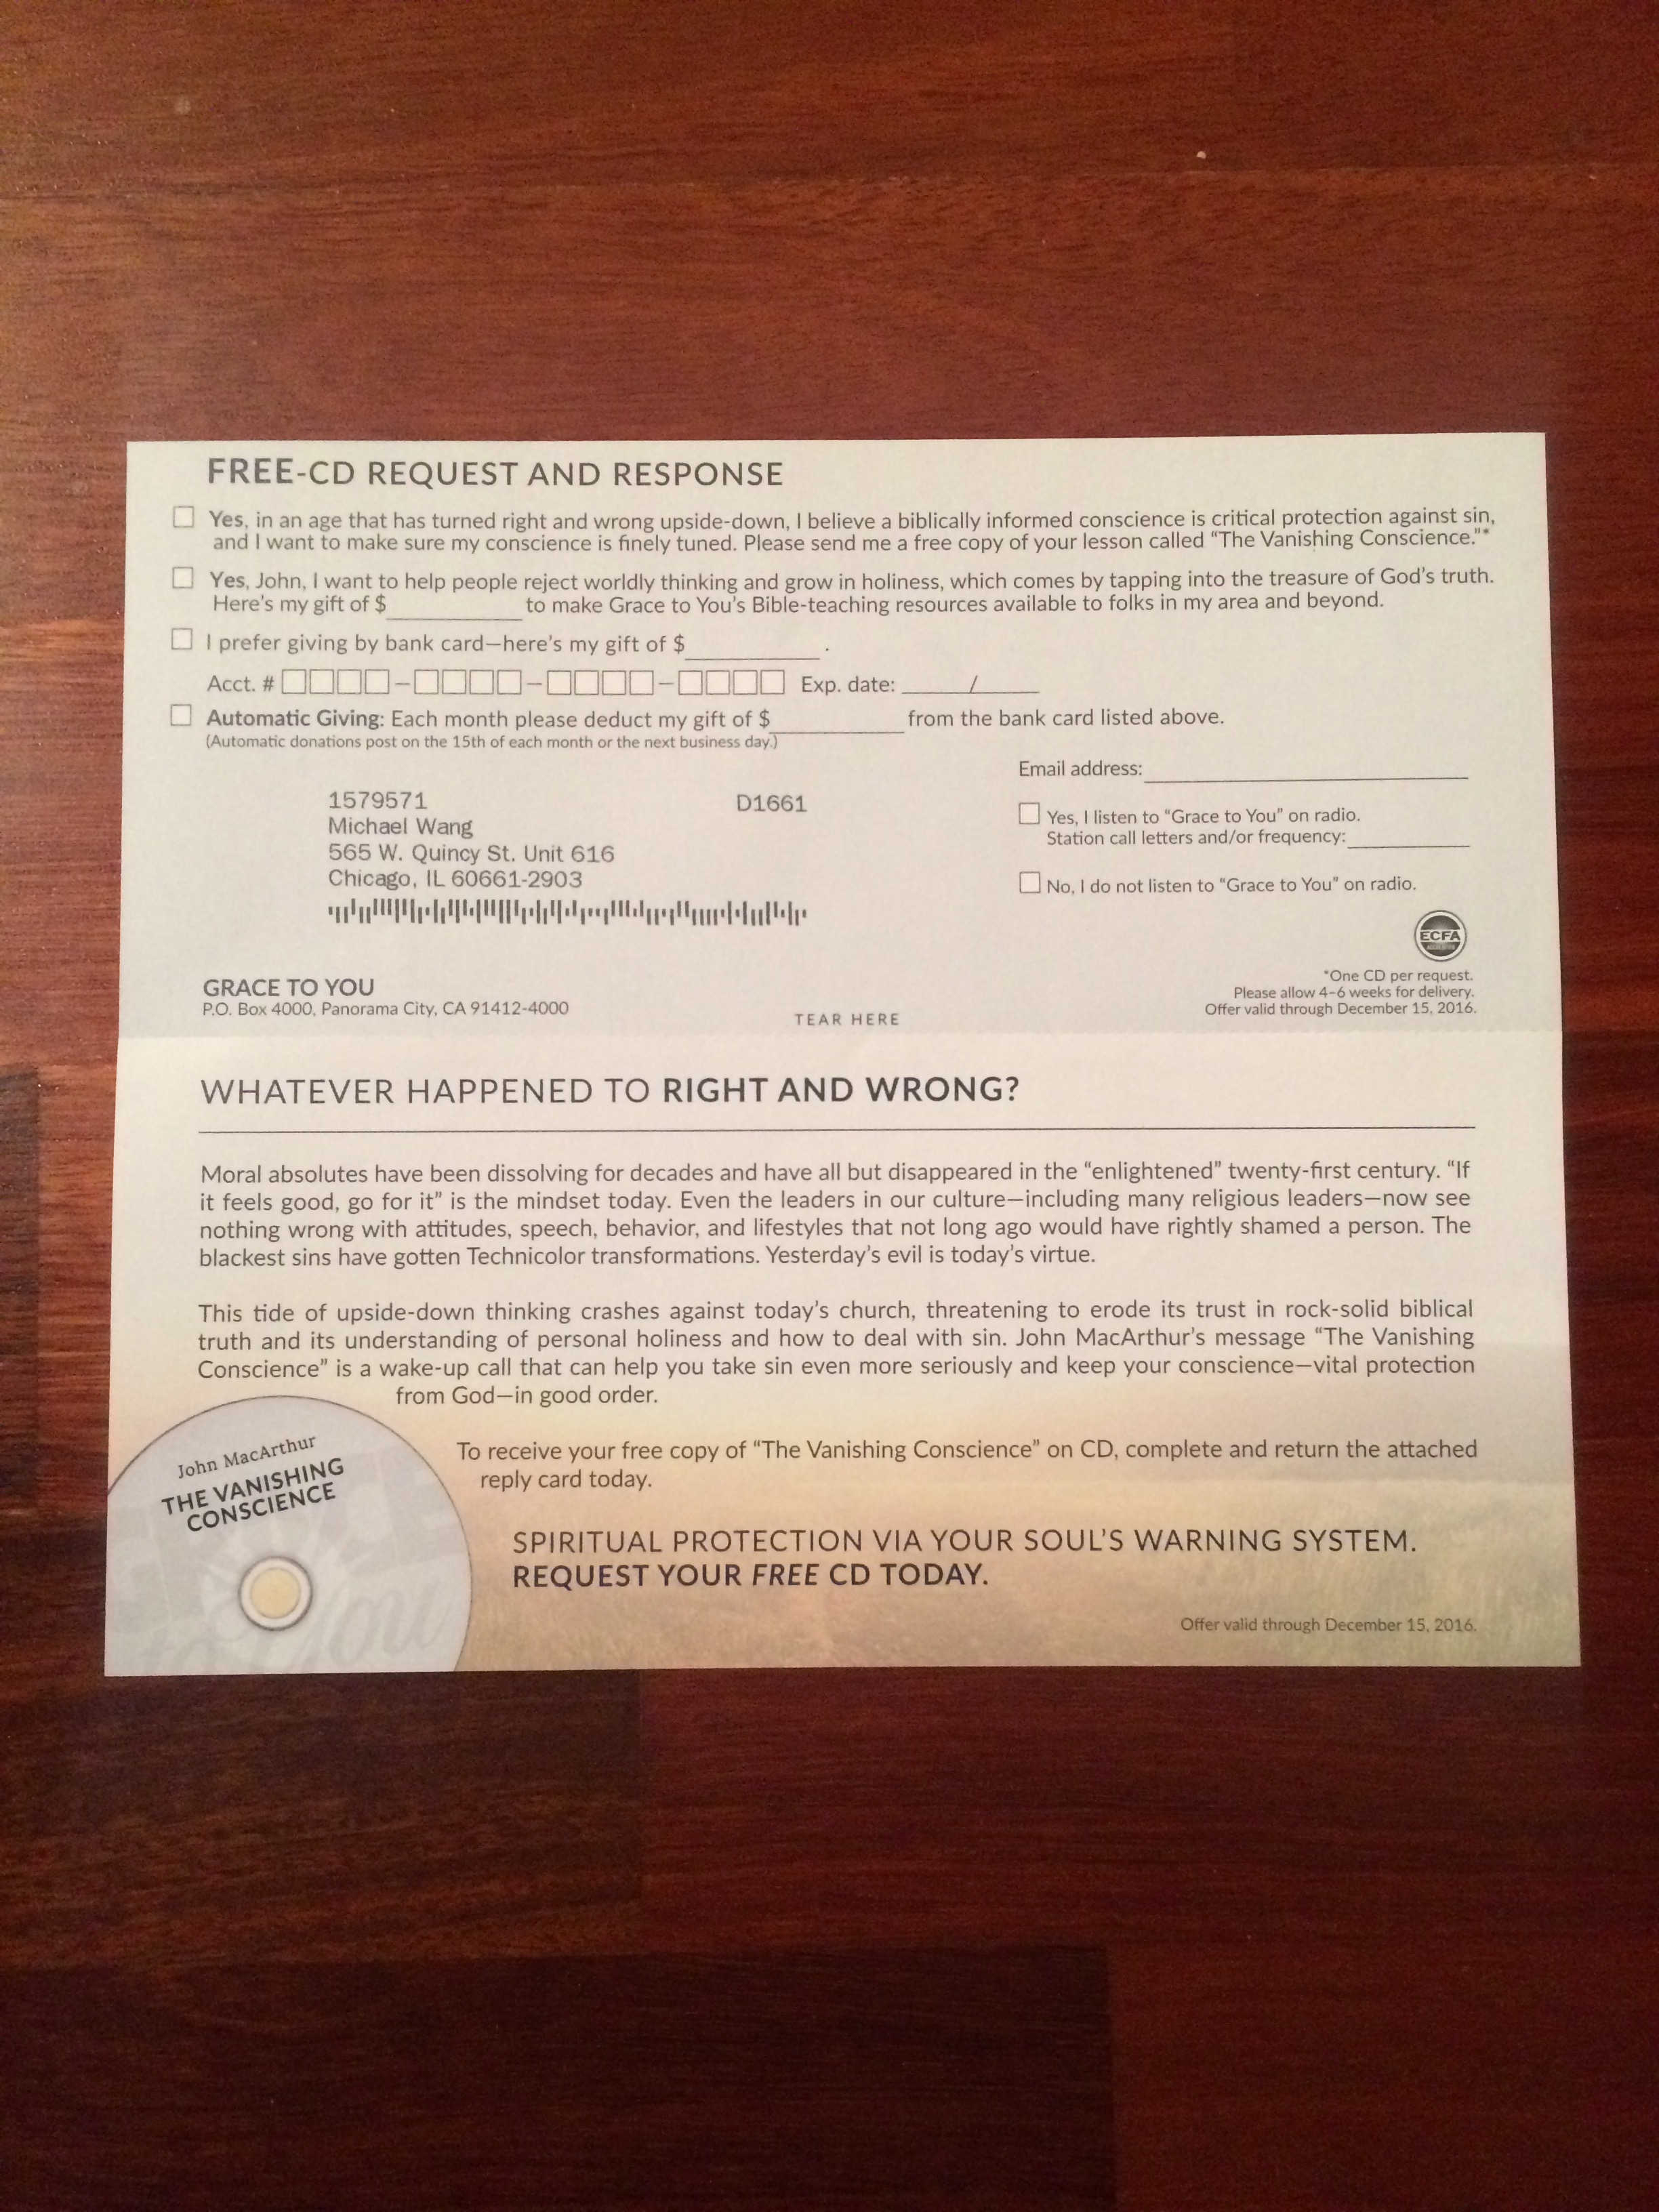 FREE-CD REQUEST AND RESPONSE
Yes, in an age that has turned right and wrong upside-down, I believe a biblically informed conscience is critical protection against sin,
and I want to make sure my conscience is finely tuned. Please send me a free copy of your lesson called “The Vanishing Conscience.”*
Yes, John, I want to help people reject worldly thinking and grow in holiness, which comes by tapping into the treasure of God’s truth.
Here’s my gift of $__________ to make Grace to You’s Bible-teaching resources available to folks in my area and beyond.
I prefer giving by bank card—here’s my gift of $__________.
Acct. # Exp. date: _____/_____
Automatic Giving: Each month please deduct my gift of $__________ from the bank card listed above.
(Automatic donations post on the 15th of each month or the next business day.)
Email address:
1579571 D1661
Michael Wang
565 W. Quincy St. Unit 616
Chicago, IL 60661-2903
Yes, I listen to “Grace to You” on radio.
Station call letters and/or frequency:
No, I do not listen to “Grace to You” on radio.
ECFA
GRACE TO YOU
P.O. Box 4000, Panorama City, CA 91412-4000
TEAR HERE
*One CD per request.
Please allow 4–6 weeks for delivery.
Offer valid through December 15, 2016.
WHATEVER HAPPENED TO RIGHT AND WRONG?
Moral absolutes have been dissolving for decades and have all but disappeared in the “enlightened” twenty-first century. “If
it feels good, go for it” is the mindset today. Even the leaders in our culture—including many religious leaders—now see
nothing wrong with attitudes, speech, behavior, and lifestyles that not long ago would have rightly shamed a person. The
blackest sins have gotten Technicolor transformations. Yesterday’s evil is today’s virtue.
This tide of upside-down thinking crashes against today’s church, threatening to erode its trust in rock-solid biblical
truth and its understanding of personal holiness and how to deal with sin. John MacArthur’s message “The Vanishing
Conscience” is a wake-up call that can help you take sin even more seriously and keep your conscience—vital protection
from God—in good order.
To receive your free copy of “The Vanishing Conscience” on CD, complete and return the attached
reply card today.
John MacArthur
THE VANISHING
CONSCIENCE
You
SPIRITUAL PROTECTION VIA YOUR SOUL’S WARNING SYSTEM.
REQUEST YOUR FREE CD TODAY.
Offer valid through December 15, 2016.